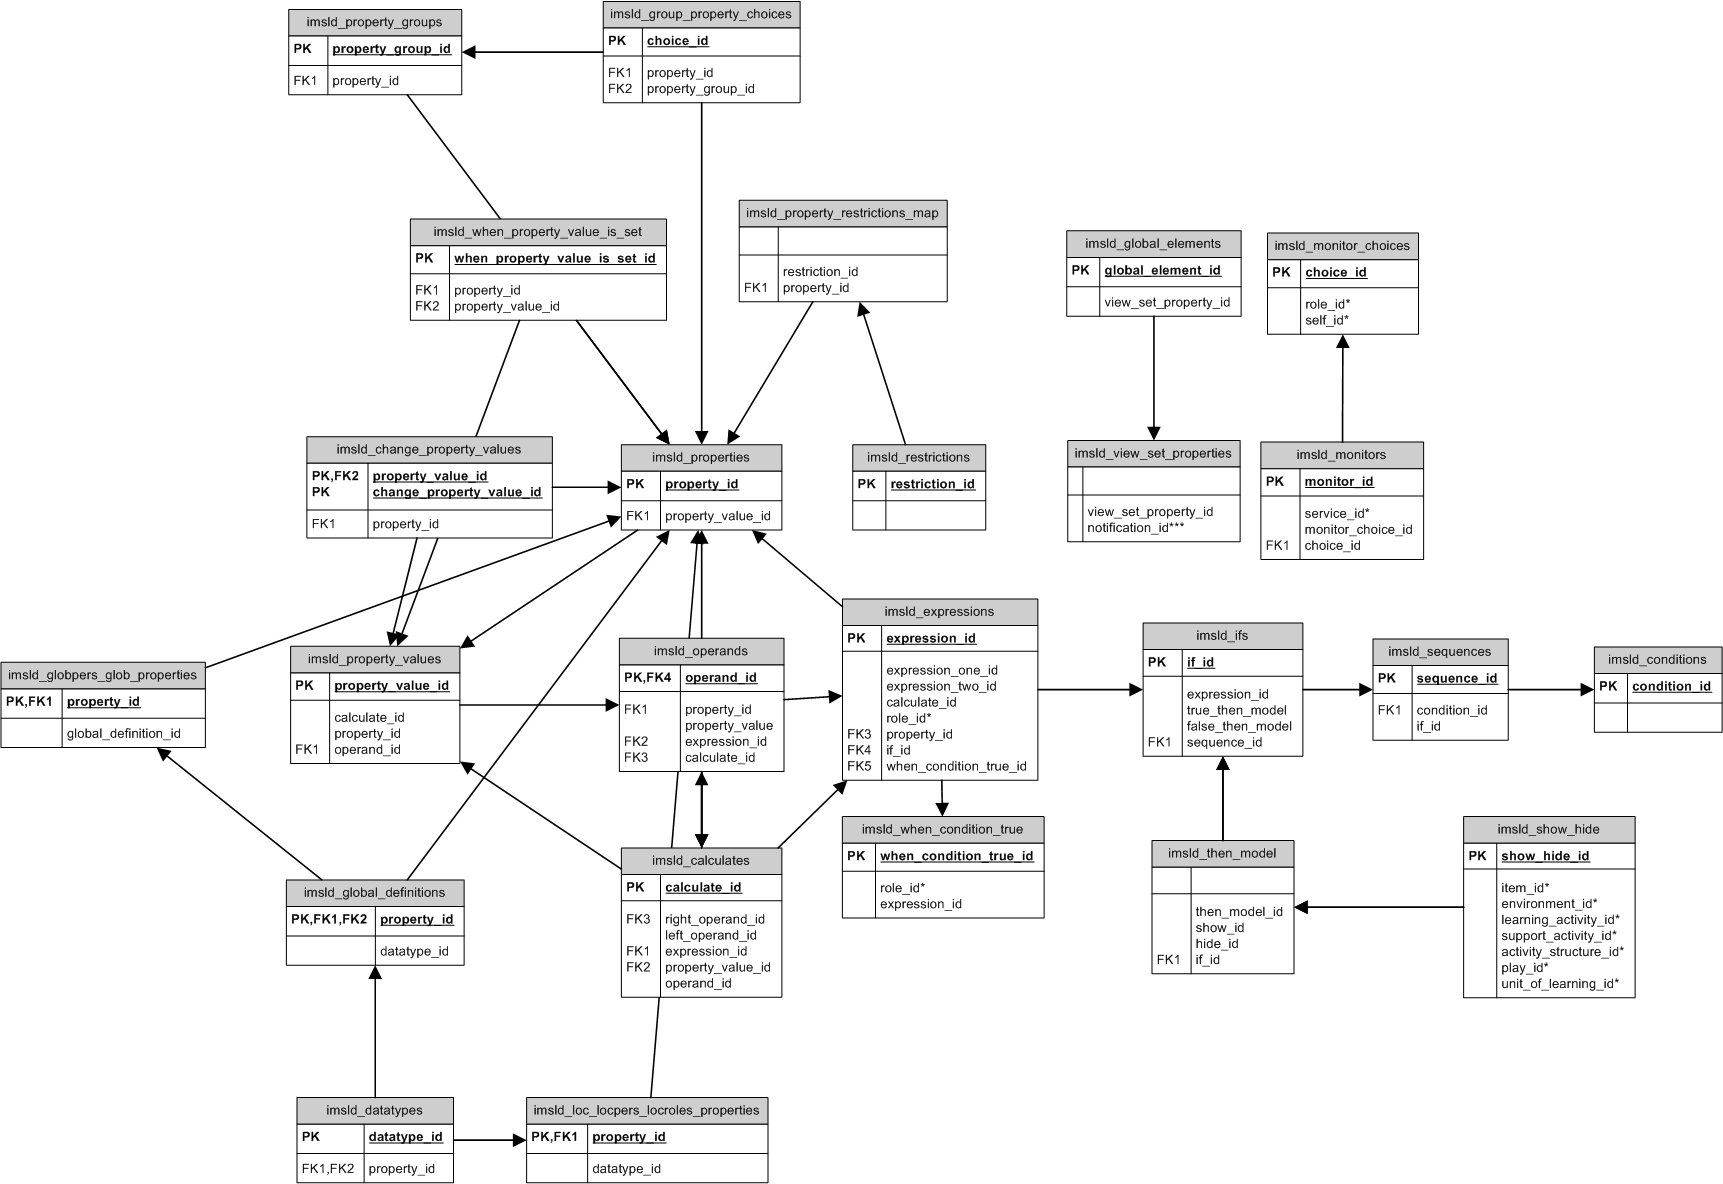 imsld_property_groups
PK property_group_id
FK1 property_id
imsld_group_property_choices
PK choice_id
FK1 property_id
FK2 property_group_id
imsld_when_property_value_is_set
PK when_property_value_is_set_id
FK1 property_id
FK2 property_value_id
imsld_property_restrictions_map
restriction_id
FK1 property_id
imsld_global_elements
PK global_element_id
view_set_property_id
imsld_monitor_choices
PK choice_id
role_id*
self_id*
imsld_change_property_values
PK,FK2 property_value_id
PK change_property_value_id
FK1 property_id
imsld_properties
PK property_id
FK1 property_value_id
imsld_restrictions
PK restriction_id
imsld_view_set_properties
view_set_property_id
notification_id***
imsld_monitors
PK monitor_id
service_id*
monitor_choice_id
FK1 choice_id
imsld_globpers_glob_properties
PK,FK1 property_id
global_definition_id
imsld_property_values
PK property_value_id
calculate_id
property_id
FK1 operand_id
imsld_operands
PK,FK4 operand_id
FK1 property_id
property_value
FK2 expression_id
FK3 calculate_id
imsld_expressions
PK expression_id
expression_one_id
expression_two_id
calculate_id
role_id*
FK3 property_id
FK4 if_id
FK5 when_condition_true_id
imsld_ifs
PK if_id
expression_id
true_then_model
false_then_model
FK1 sequence_id
imsld_sequences
PK sequence_id
FK1 condition_id
if_id
imsld_conditions
PK condition_id
imsld_global_definitions
PK,FK1,FK2 property_id
datatype_id
imsld_calculates
PK calculate_id
FK3 right_operand_id
left_operand_id
FK1 expression_id
FK2 property_value_id
operand_id
imsld_when_condition_true
PK when_condition_true_id
role_id*
expression_id
imsld_then_model
then_model_id
show_id
hide_id
FK1 if_id
imsld_show_hide
PK show_hide_id
item_id*
environment_id*
learning_activity_id*
support_activity_id*
activity_structure_id*
play_id*
unit_of_learning_id*
imsld_datatypes
PK datatype_id
FK1,FK2 property_id
imsld_loc_locpers_locroles_properties
PK,FK1 property_id
datatype_id